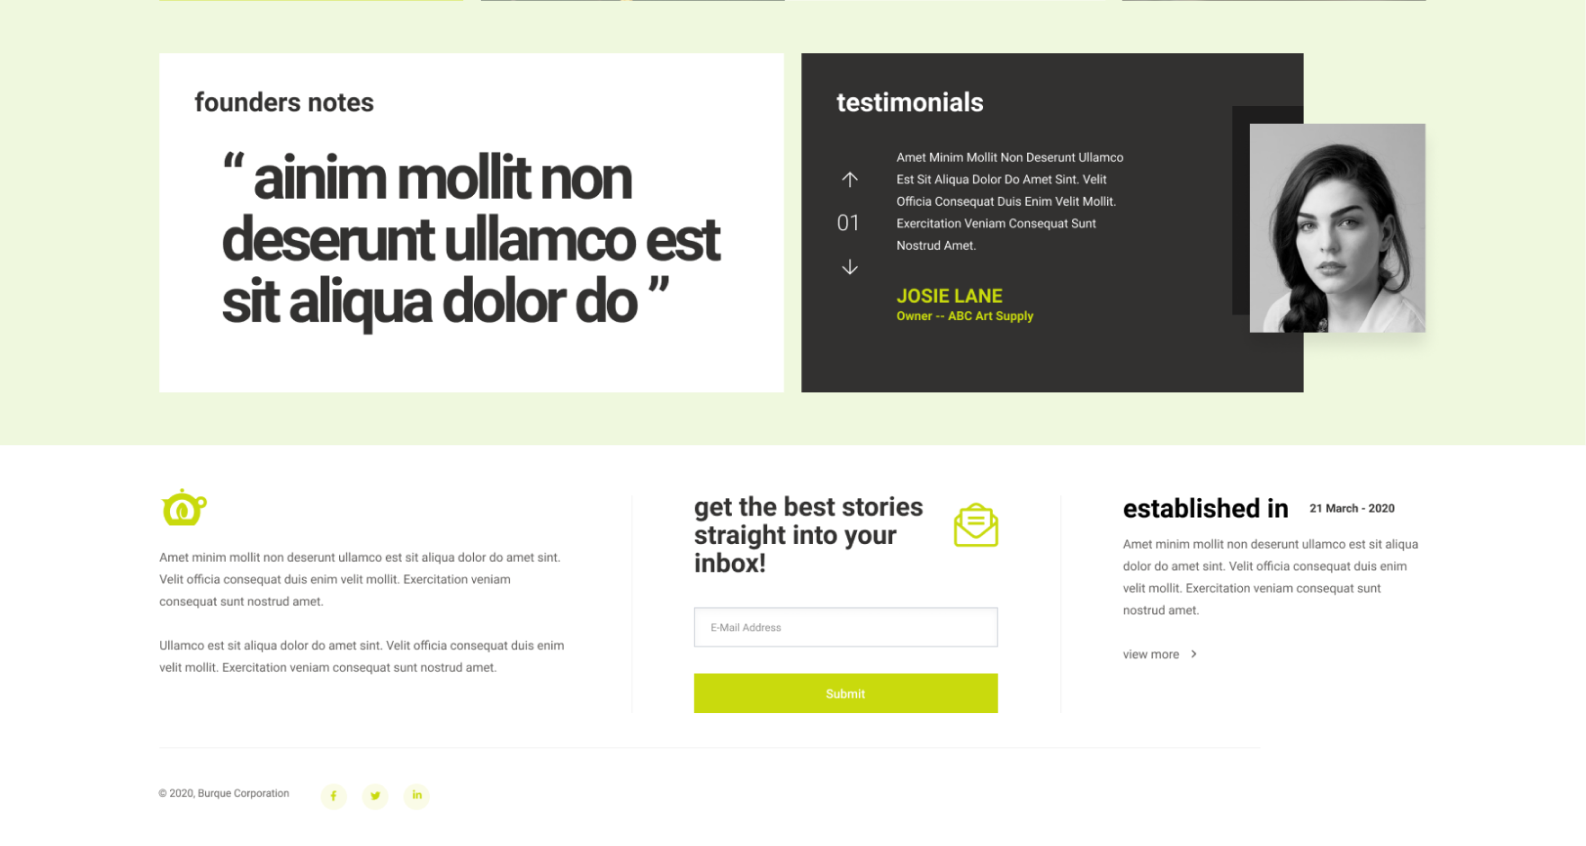 founders notes
“ ainim mollit non
deserunt ullamco est
sit aliqua dolor do ”
testimonials
Amet Minim Mollit Non Deserunt Ullamco
Est Sit Aliqua Dolor Do Amet Sint. Velit
Officia Consequat Duis Enim Velit Mollit.
Exercitation Veniam Consequat Sunt
Nostrud Amet.
01
JOSIE LANE
Owner -- ABC Art Supply
Amet minim mollit non deserunt ullamco est sit aliqua dolor do amet sint.
Velit officia consequat duis enim velit mollit. Exercitation veniam
consequat sunt nostrud amet.
Ullamco est sit aliqua dolor do amet sint. Velit officia consequat duis enim
velit mollit. Exercitation veniam consequat sunt nostrud amet.
get the best stories
straight into your
inbox!
E-Mail Address
Submit
established in 21 March - 2020
Amet minim mollit non deserunt ullamco est sit aliqua
dolor do amet sint. Velit officia consequat duis enim
velit mollit. Exercitation veniam consequat sunt
nostrud amet.
view more
© 2020, Burque Corporation